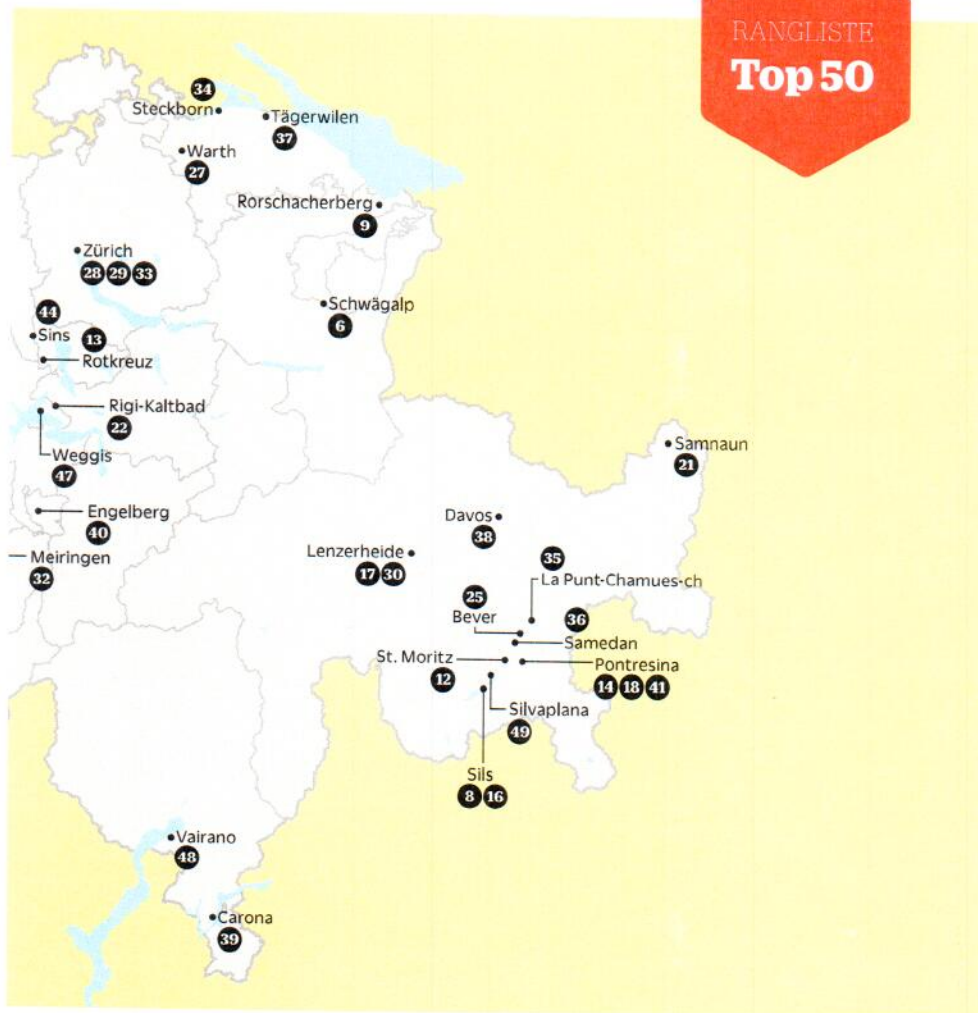 RANGLISTE
Top 50
34
Steckborn
Tägerwilen
37
Warth
27
Rorschacherberg
9
Zürich
28 29 33
Schwägalp
6
44
Sins
13
Rotkreuz
Rigi-Kaltbad
22
Weggis
47
Engelberg
40
Meiringen
32
Samnaun
21
Davos
38
Lenzerheide
17 30
35
La Punt-Chamues-ch
25
Bever
36
Samedan
St. Moritz
12
Pontresina
14 18 41
Silvaplana
49
Sils
8 16
Vairano
48
Carona
39